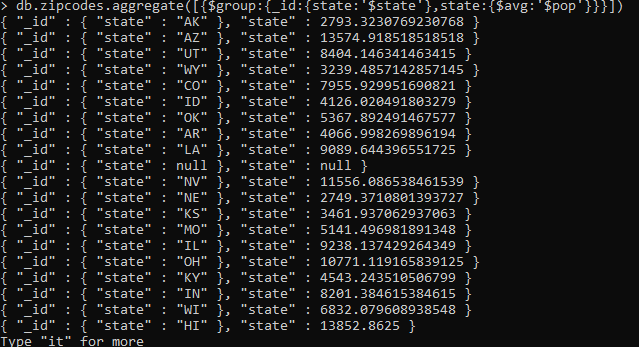 > db.zipcodes.aggregate([{$group:{_id:{state:'$state'},state:{$avg:'$pop'}}}])
{ "_id" : { "state" : "AK" }, "state" : 2793.3230769230768 }
{ "_id" : { "state" : "AZ" }, "state" : 13574.918518518518 }
{ "_id" : { "state" : "UT" }, "state" : 8404.146341463415 }
{ "_id" : { "state" : "WY" }, "state" : 3239.4857142857145 }
{ "_id" : { "state" : "CO" }, "state" : 7955.929951690821 }
{ "_id" : { "state" : "ID" }, "state" : 4126.020491803279 }
{ "_id" : { "state" : "OK" }, "state" : 5367.892491467577 }
{ "_id" : { "state" : "AR" }, "state" : 4066.998269896194 }
{ "_id" : { "state" : "LA" }, "state" : 9089.644396551725 }
{ "_id" : { "state" : null }, "state" : null }
{ "_id" : { "state" : "NV" }, "state" : 11556.086538461539 }
{ "_id" : { "state" : "NE" }, "state" : 2749.3710801393727 }
{ "_id" : { "state" : "KS" }, "state" : 3461.937062937063 }
{ "_id" : { "state" : "MO" }, "state" : 5141.496981891348 }
{ "_id" : { "state" : "IL" }, "state" : 9238.137429264349 }
{ "_id" : { "state" : "OH" }, "state" : 10771.119165839125 }
{ "_id" : { "state" : "KY" }, "state" : 4543.243510506799 }
{ "_id" : { "state" : "IN" }, "state" : 8201.384615384615 }
{ "_id" : { "state" : "WI" }, "state" : 6832.079608938548 }
{ "_id" : { "state" : "HI" }, "state" : 13852.8625 }
Type "it" for more